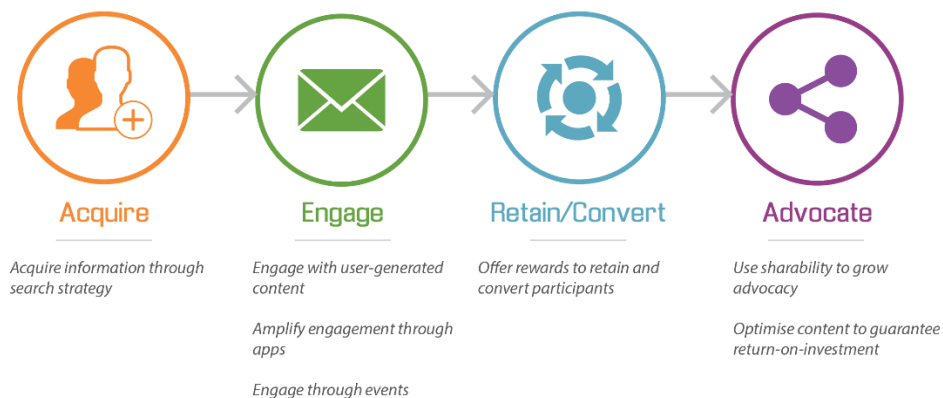 Acquire
Acquire information through
search strategy
Engage
Engage with user-generated
content
Amplify engagement through
apps
Engage through events
Retain/Convert
Offer rewards to retain and
convert participants
Advocate
Use sharability to grow
advocacy
Optimise content to guarantee
return-on-investment